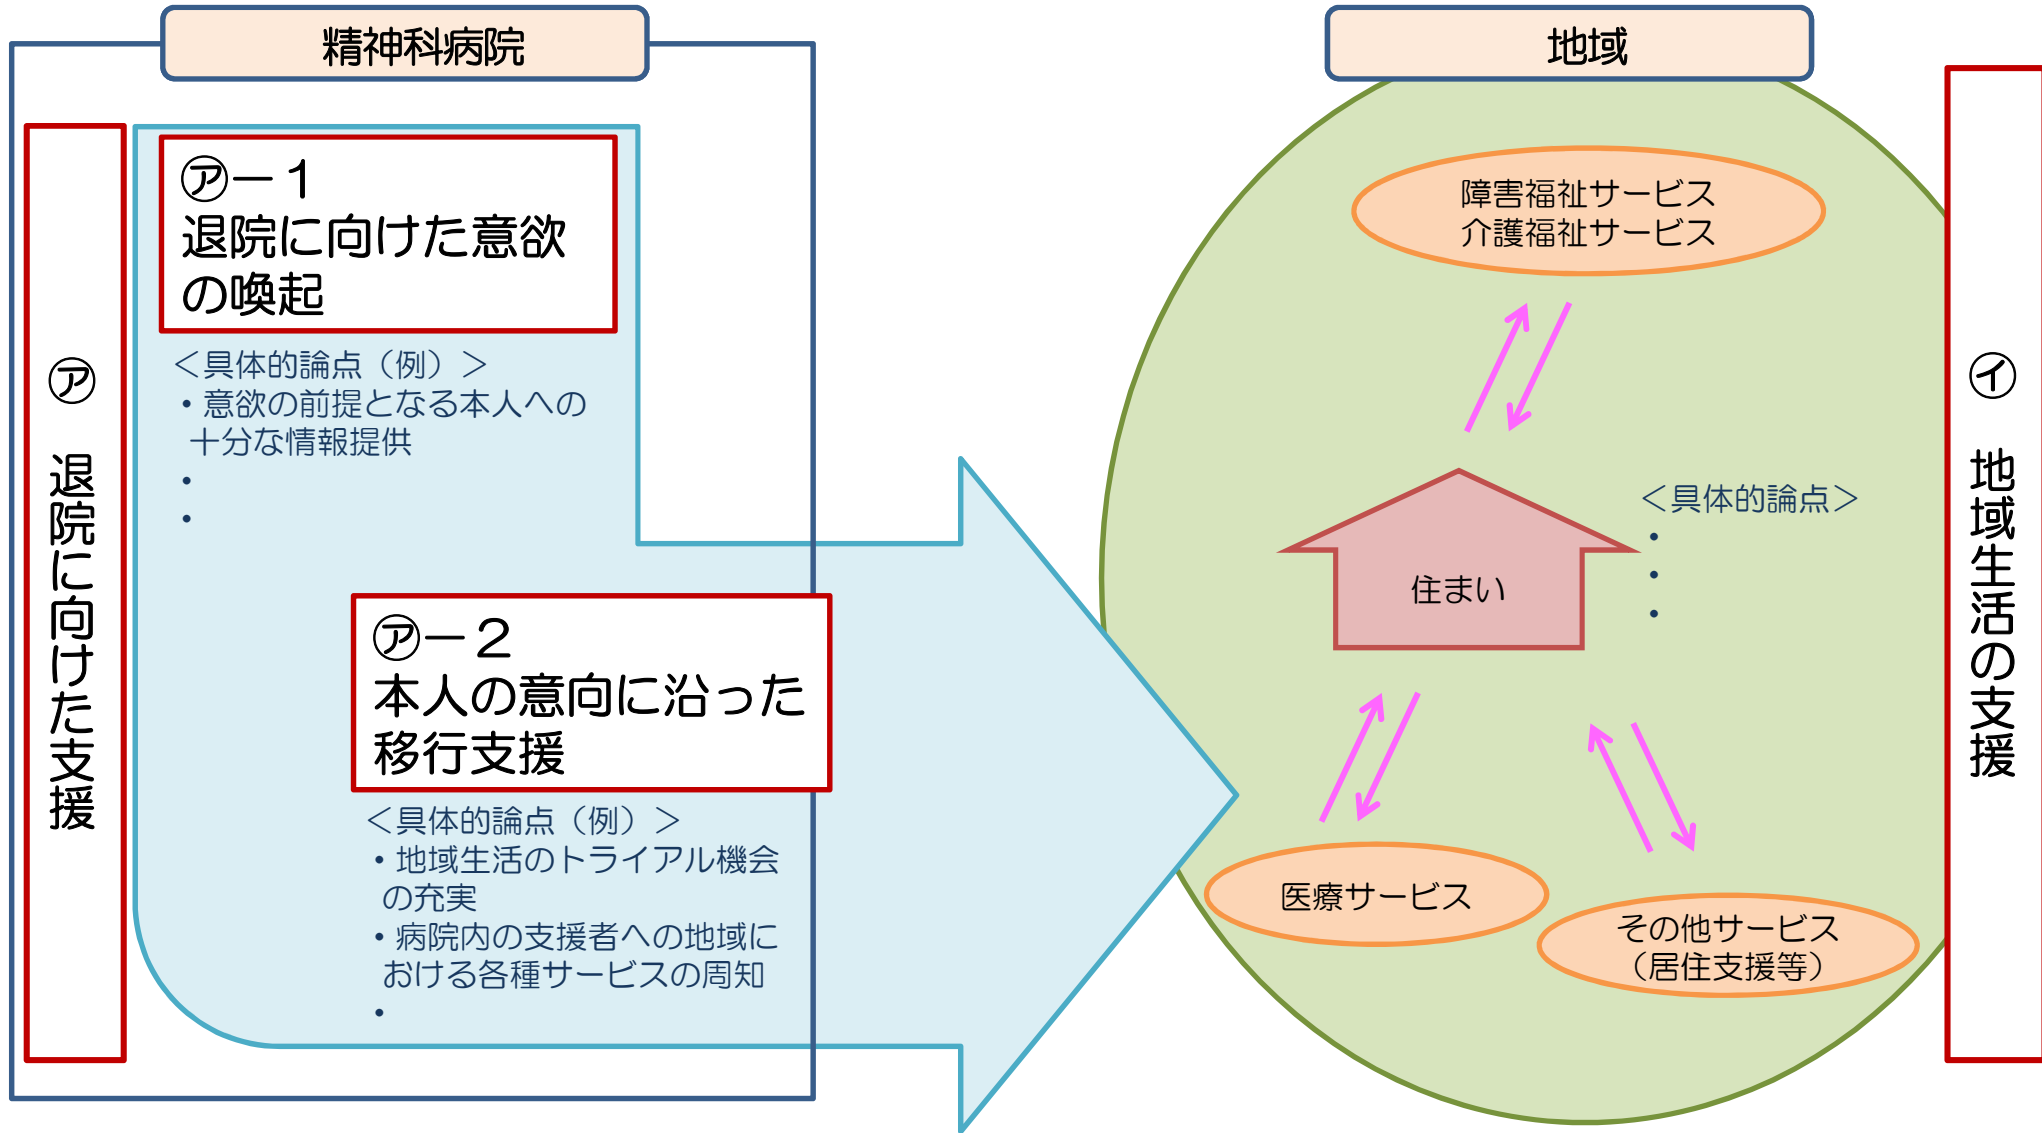 精神科病院
㋐ 退院に向けた支援
㋐ー１
退院に向けた意欲
の喚起
＜具体的論点（例）＞
・意欲の前提となる本人への
十分な情報提供
・
・
㋐ー２
本人の意向に沿った
移行支援
＜具体的論点（例）＞
・地域生活のトライアル機会
の充実
・病院内の支援者への地域に
おける各種サービスの周知
・
地域
障害福祉サービス
介護福祉サービス
住まい
＜具体的論点＞
・
・
・
医療サービス
その他サービス
（居住支援等）
㋑ 地域生活の支援